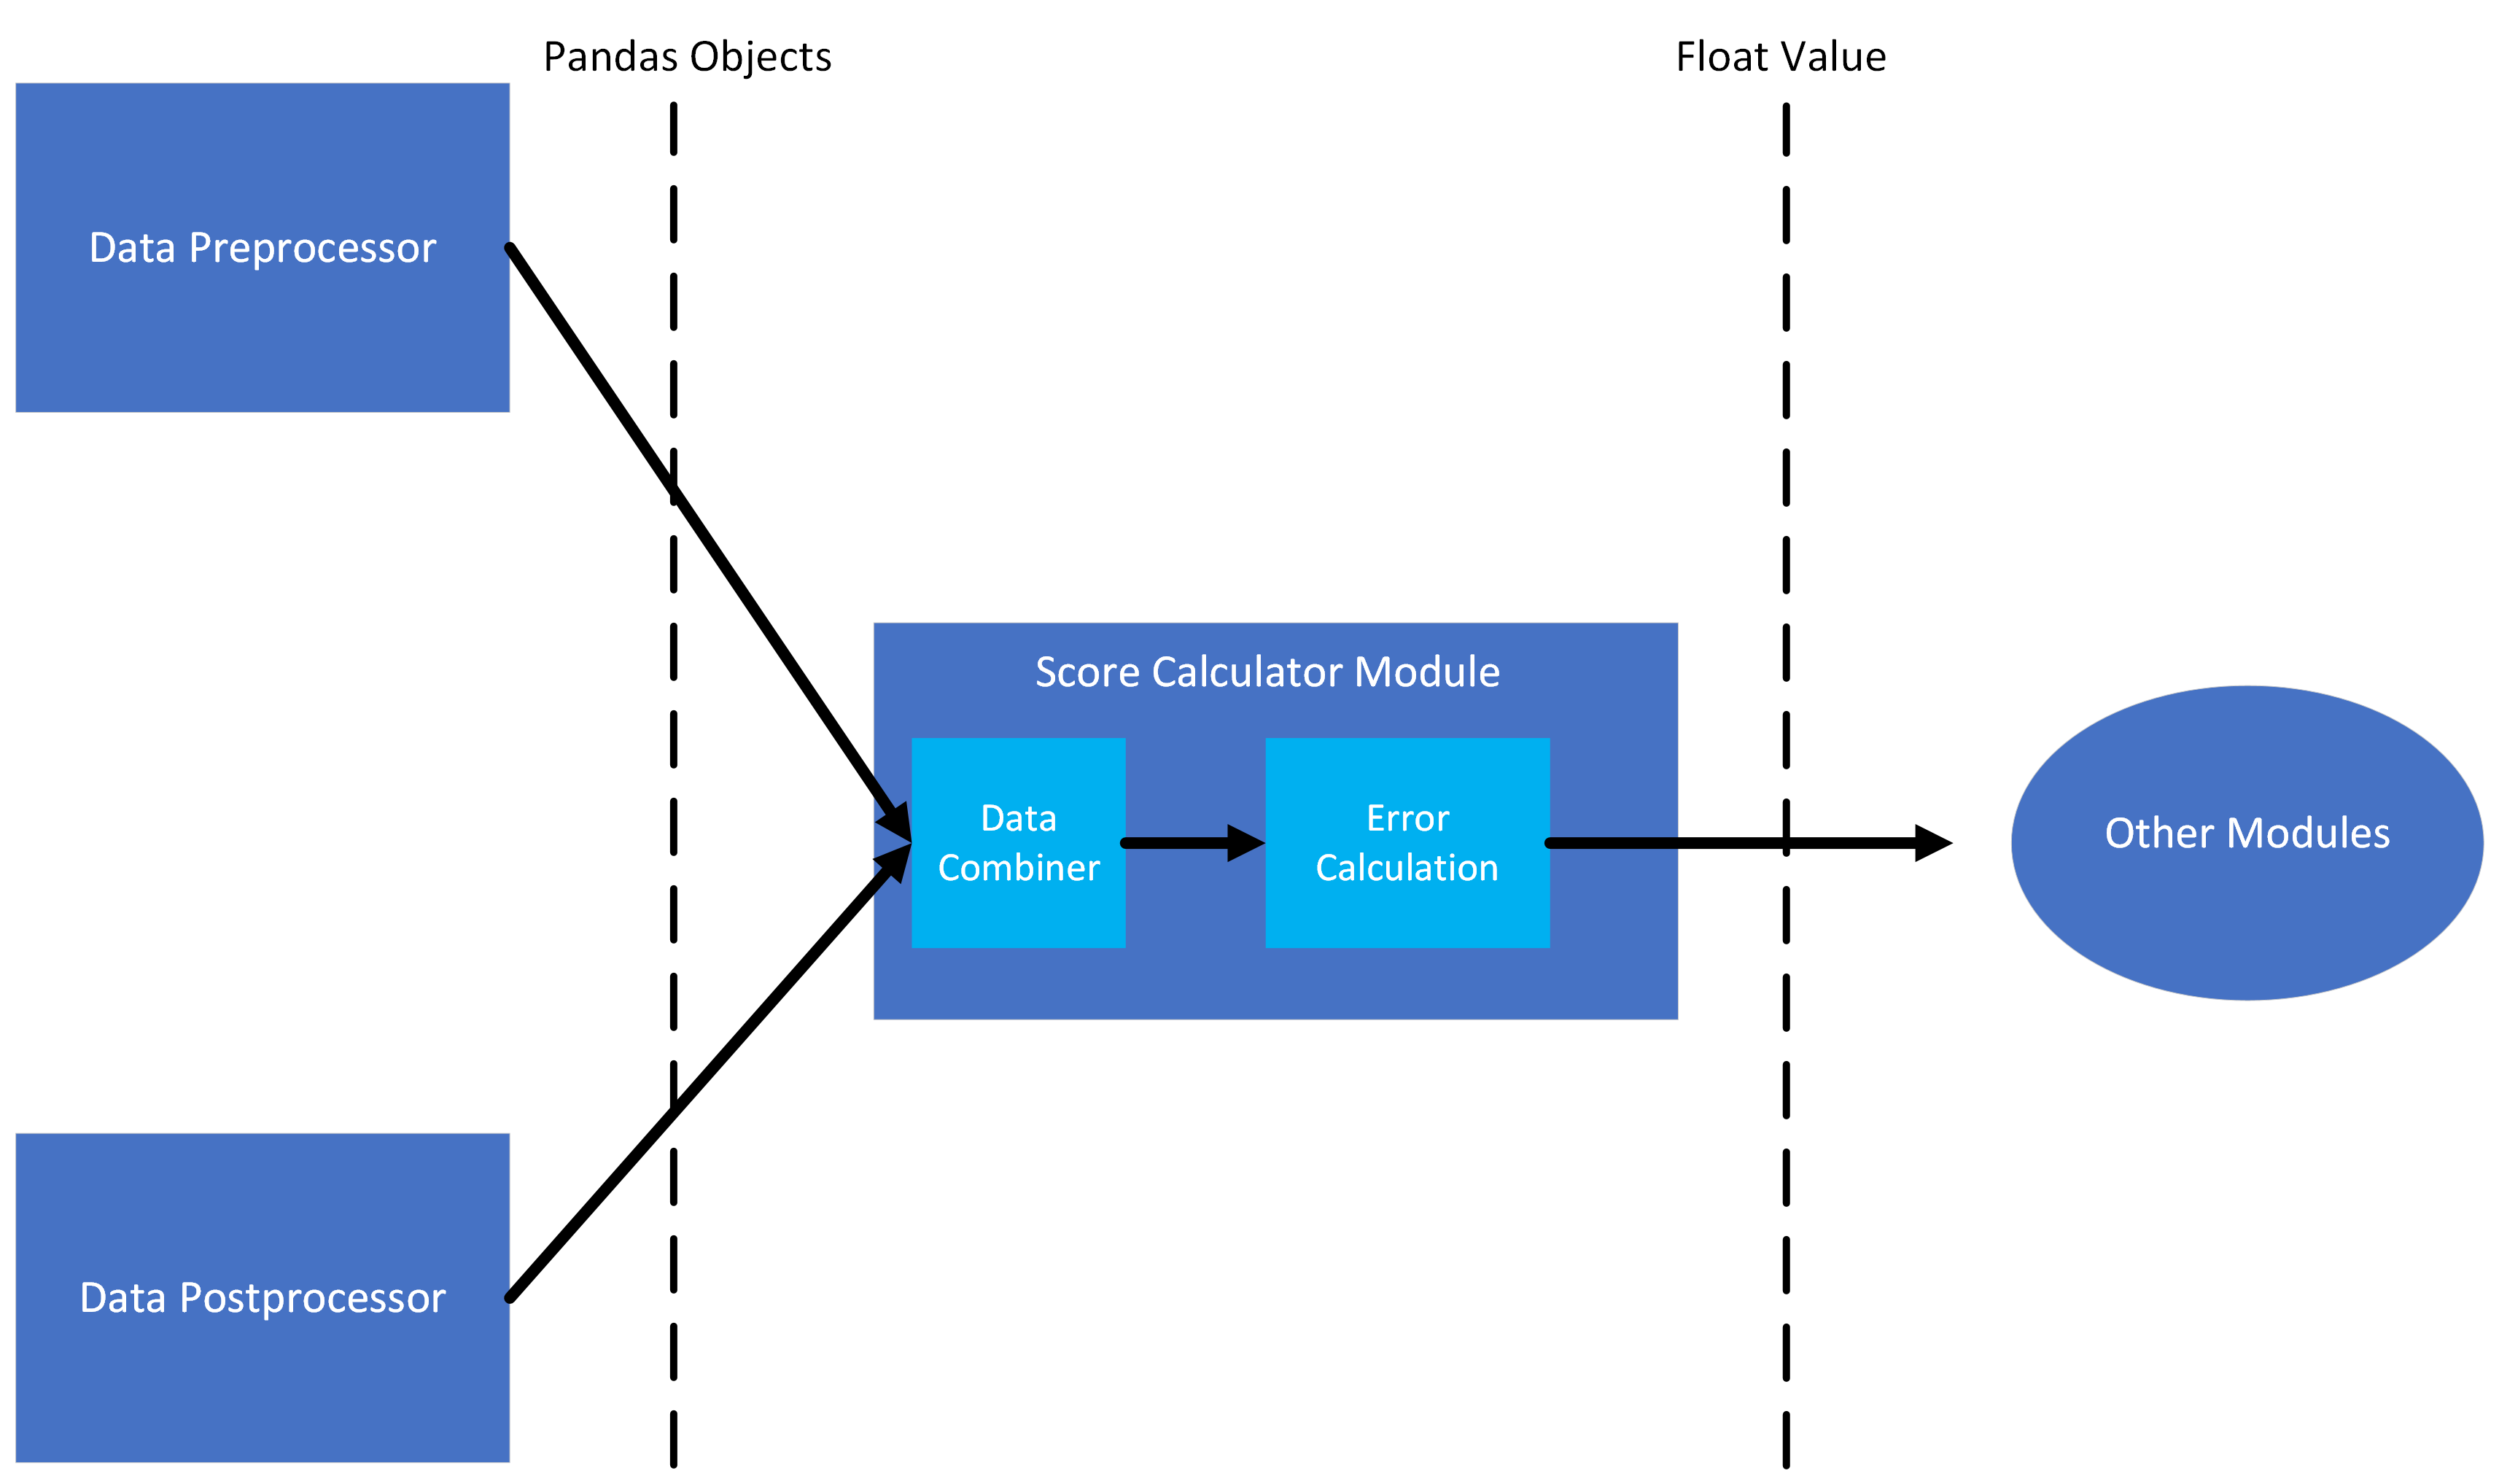 Pandas Objects
Float Value
Data Preprocessor
Score Calculator Module
Data
Combiner
Error
Calculation
Other Modules
Data Postprocessor